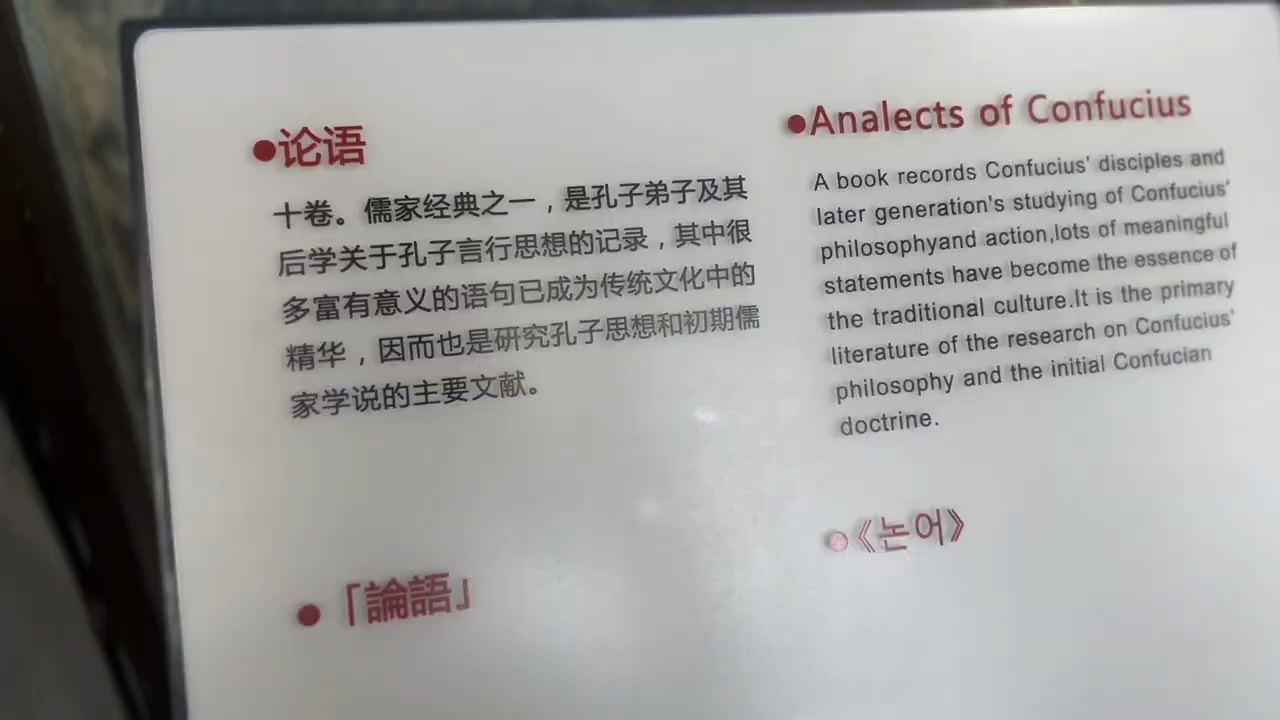 ●论语
十卷。儒家经典之一，是孔子弟子及其
后学关于孔子言行思想的记录，其中很
多富有意义的语句已成为传统文化中的
精华，因而也是研究孔子思想和初期儒
家学说的主要文献。
●Analects of Confucius
A book records Confucius' disciples and
later generation's studying of Confucius'
philosophyand action,lots of meaningful
statements have become the essence of
the traditional culture.It is the primary
literature of the research on Confucius'
philosophy and the initial Confucian
doctrine.
●「論語」
●《논어》